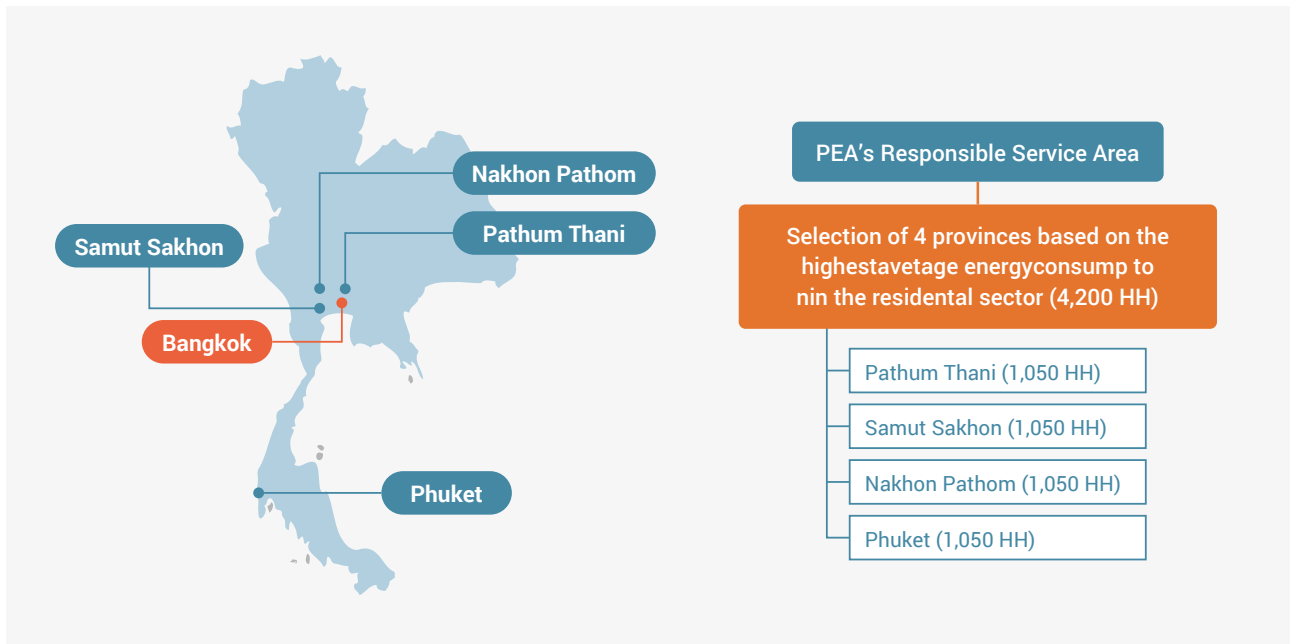 Nakhon Pathom
Pathum Thani
Samut Sakhon
Bangkok
Phuket
PEA's Responsible Service Area
Selection of 4 provinces based on the
highestavetage energyconsump to
nin the residental sector (4,200 HH)
Pathum Thani (1,050 HH)
Samut Sakhon (1,050 HH)
Nakhon Pathom (1,050 HH)
Phuket (1,050 HH)